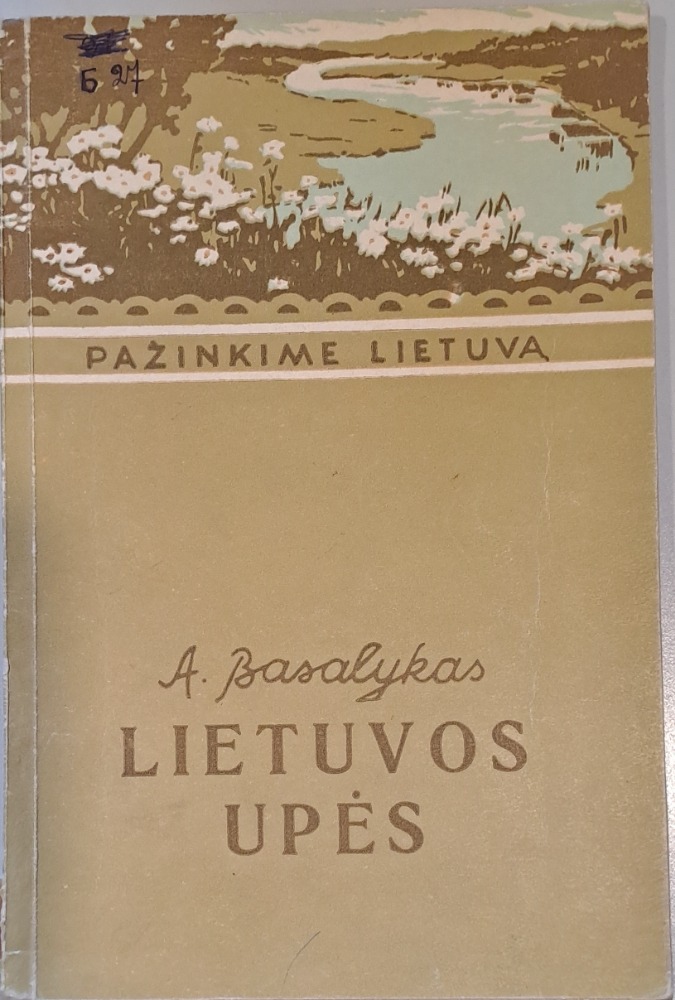 Б 27
PAŽINKIME LIETUVĄ
A. Basalykas
LIETUVOS
UPĖS